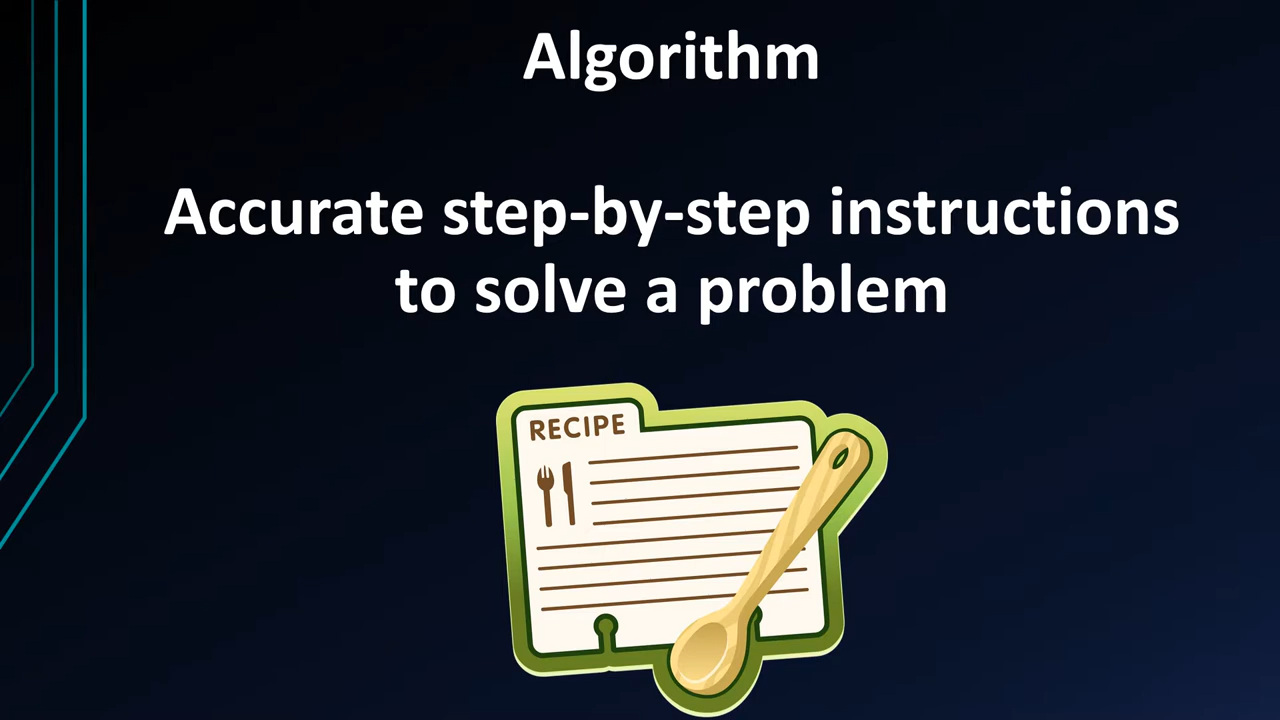 Algorithm
Accurate step-by-step instructions
to solve a problem
RECIPE